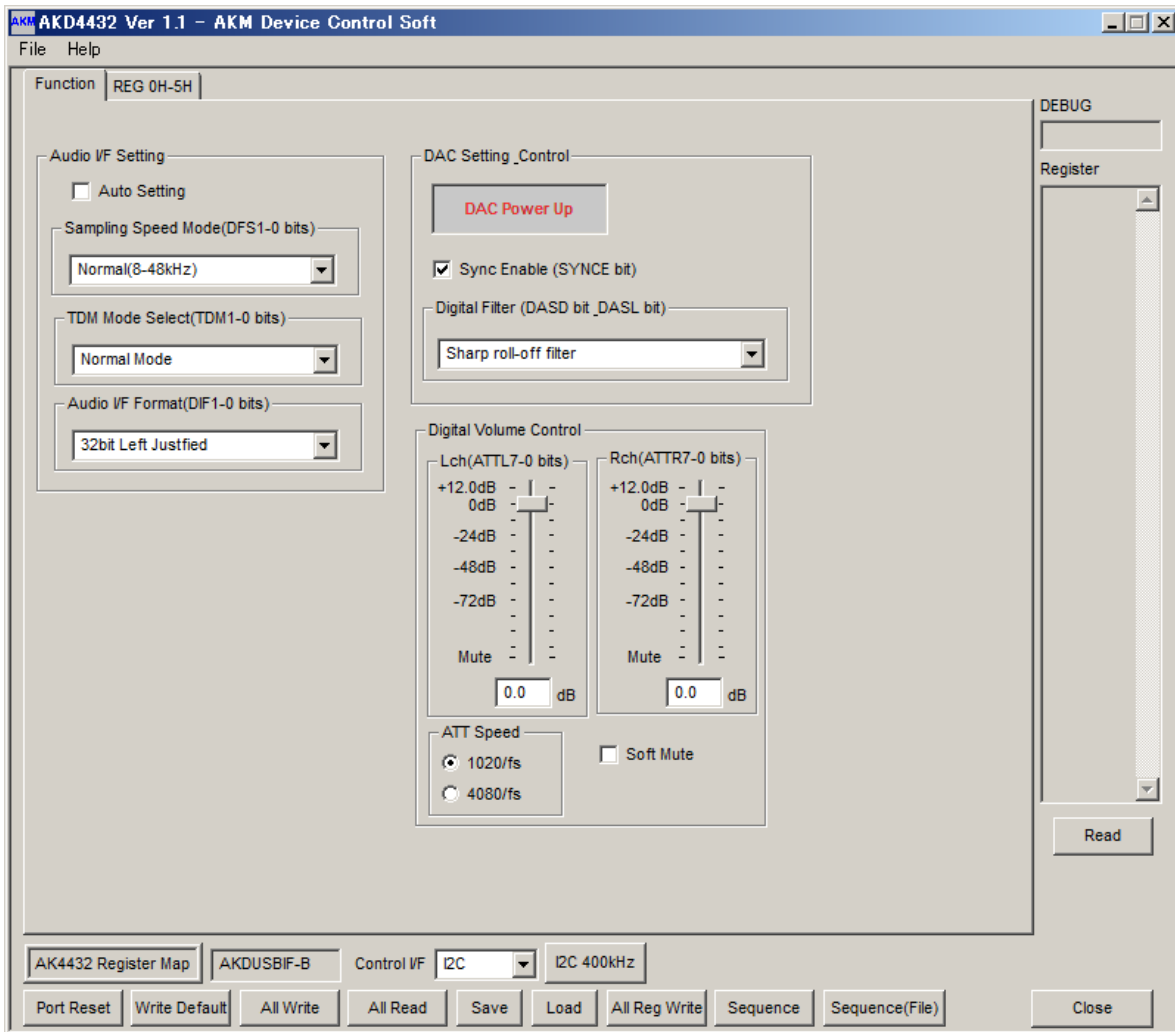 AKM AKD4432 Ver 1.1 - AKM Device Control Soft
File Help
Function REG 0H-5H
DEBUG
Register
Audio I/F Setting
Auto Setting
Sampling Speed Mode(DFS1-0 bits)
Normal(8-48kHz)
TDM Mode Select(TDM1-0 bits)
Normal Mode
Audio I/F Format(DIF1-0 bits)
32bit Left Justfied
DAC Setting_Control
DAC Power Up
Sync Enable (SYNCE bit)
Digital Filter (DASD bit_DASL bit)
Sharp roll-off filter
Digital Volume Control
Lch(ATTL7-0 bits)
+12.0dB
0dB
-24dB
-48dB
-72dB
Mute
0.0 dB
Rch(ATTR7-0 bits)
+12.0dB
0dB
-24dB
-48dB
-72dB
Mute
0.0 dB
ATT Speed
1020/fs
4080/fs
Soft Mute
Read
AK4432 Register Map AKDUSBIF-B Control I/F I2C I2C 400kHz
Port Reset Write Default All Write All Read Save Load All Reg Write Sequence Sequence(File) Close